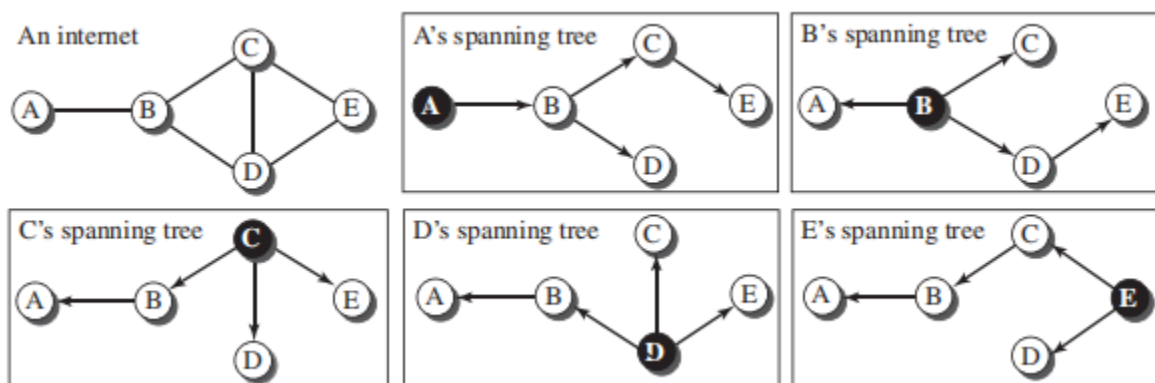 An internet
C
A
B
E
D
A's spanning tree
C
A
B
E
D
B's spanning tree
C
A
B
E
D
C's spanning tree
C
A
B
E
D
D's spanning tree
C
A
B
E
D
E's spanning tree
C
A
B
E
D